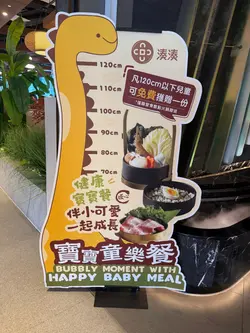 湊湊
凡120cm以下兒童
可免費獲贈一份
120cm
110cm
100cm
90cm
80cm
70cm
健康
寶寶餐
伴小可愛
一起成長
寶寶童樂餐
BUBBLY MOMENT WITH
HAPPY BABY MEAL